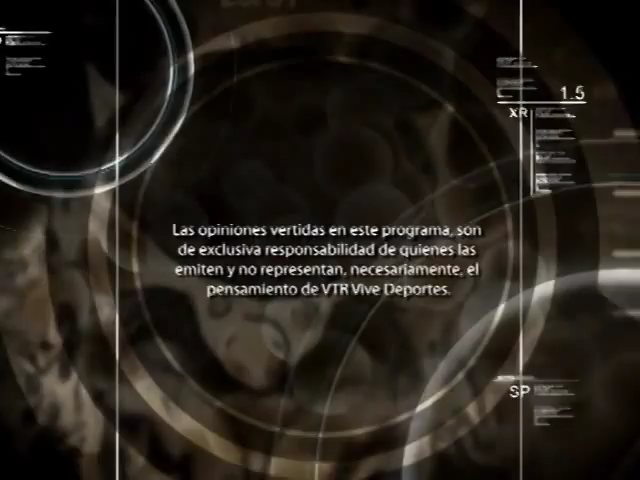 1.5
XR
Las opiniones vertidas en este programa, son
de exclusiva responsabilidad de quienes las
emiten y no representan, necesariamente, el
pensamiento de VTR Vive Deportes.
SP